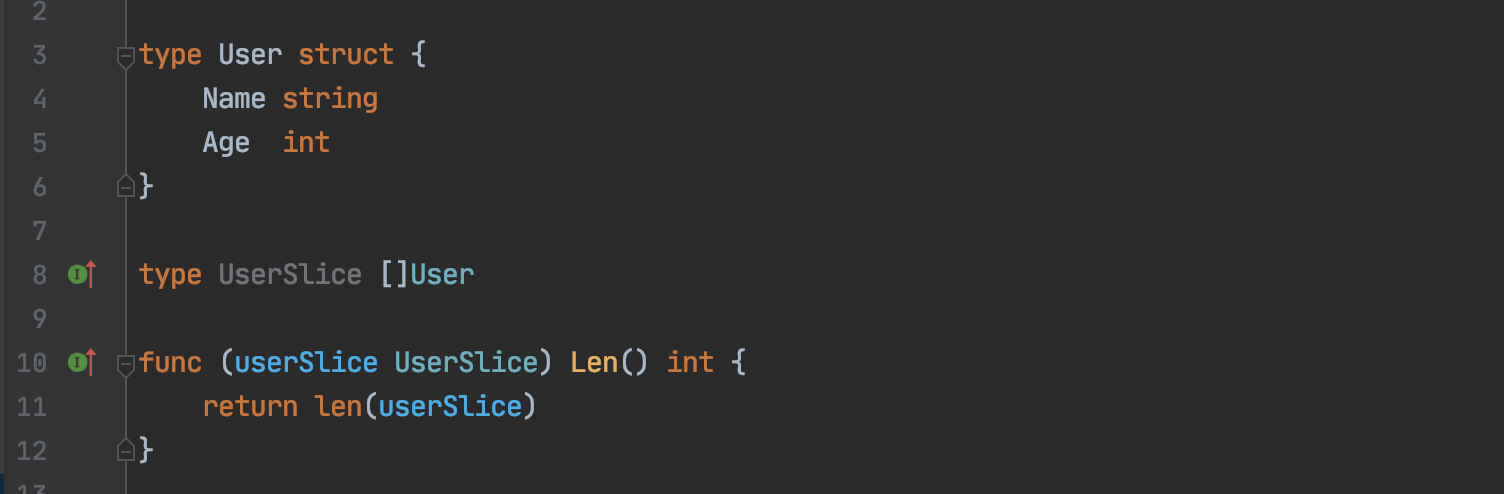 2
3 type User struct {
4     Name string
5     Age  int
6 }
7
8 type UserSlice []User
9
10 func (userSlice UserSlice) Len() int {
11     return len(userSlice)
12 }
13